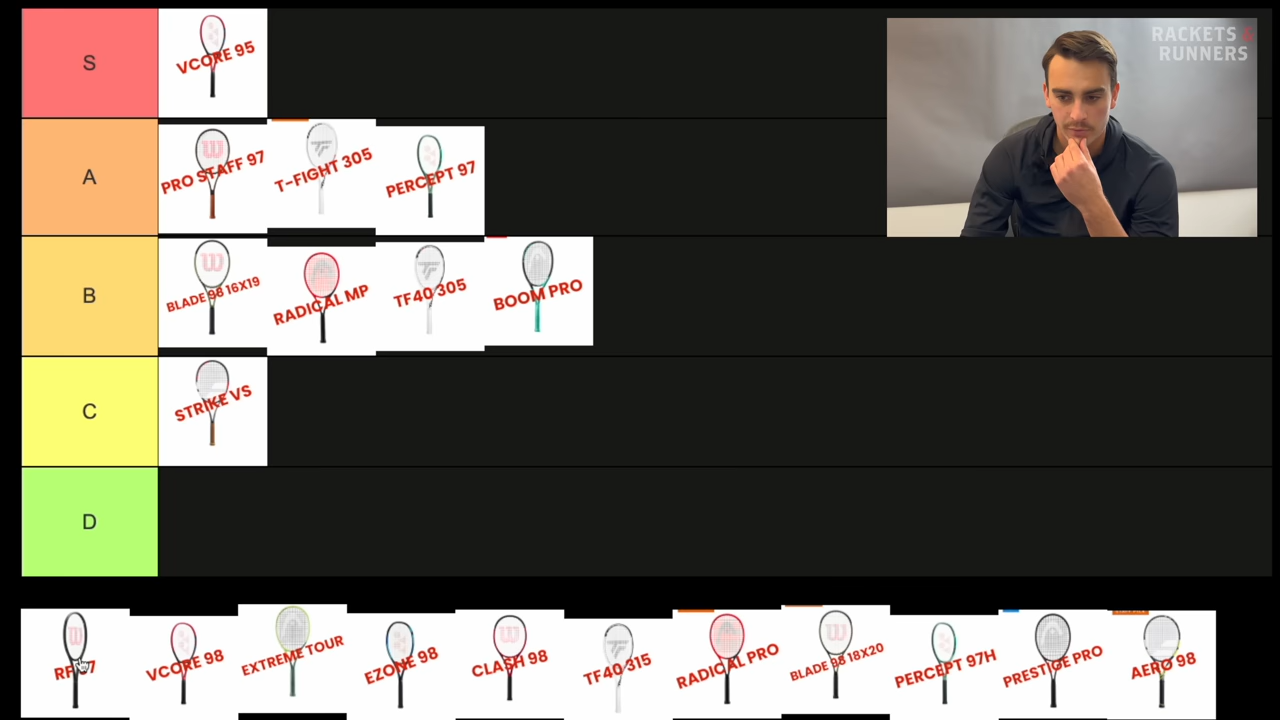 RACKETS &
RUNNERS
S
VCORE 95
A
PRO STAFF 97
T-FIGHT 305
PERCEPT 97
B
BLADE 98 16X19
RADICAL MP
TF40 305
BOOM PRO
C
STRIKE VS
D
VCORE 98
EXTREME TOUR
EZONE 98
CLASH 98
TF40 315
RADICAL PRO
BLADE 98 18X20
PERCEPT 97H
PRESTIGE PRO
AERO 98